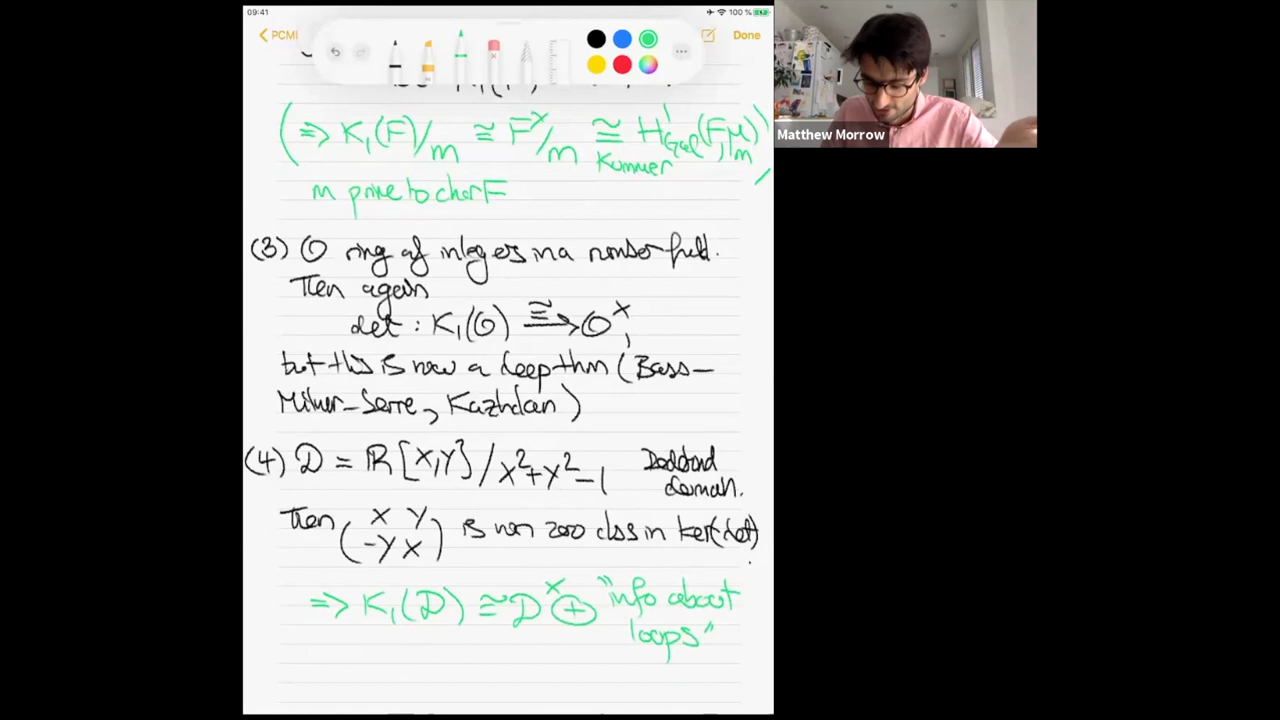 09:41
100 %
PCMI
Done
(⇒ K₁(F)/m ≅ F^×/m ≅ H¹_Gal(F, μ_m))
Kummer
m prime to char F
(3) O ring of integers in a number field.
Then again
det : K₁(O) ≅→ O^×,
but this is now a deep thm (Bass–
Milnor–Serre, Kazhdan)
(4) D = ℝ[X,Y]/X²+Y²−1 Dedekind
domain.
Then (X Y
−Y X) is non zero class in ker(det).
⇒ K₁(D) ≅ D^× ⊕ "info about
loops"
Matthew Morrow